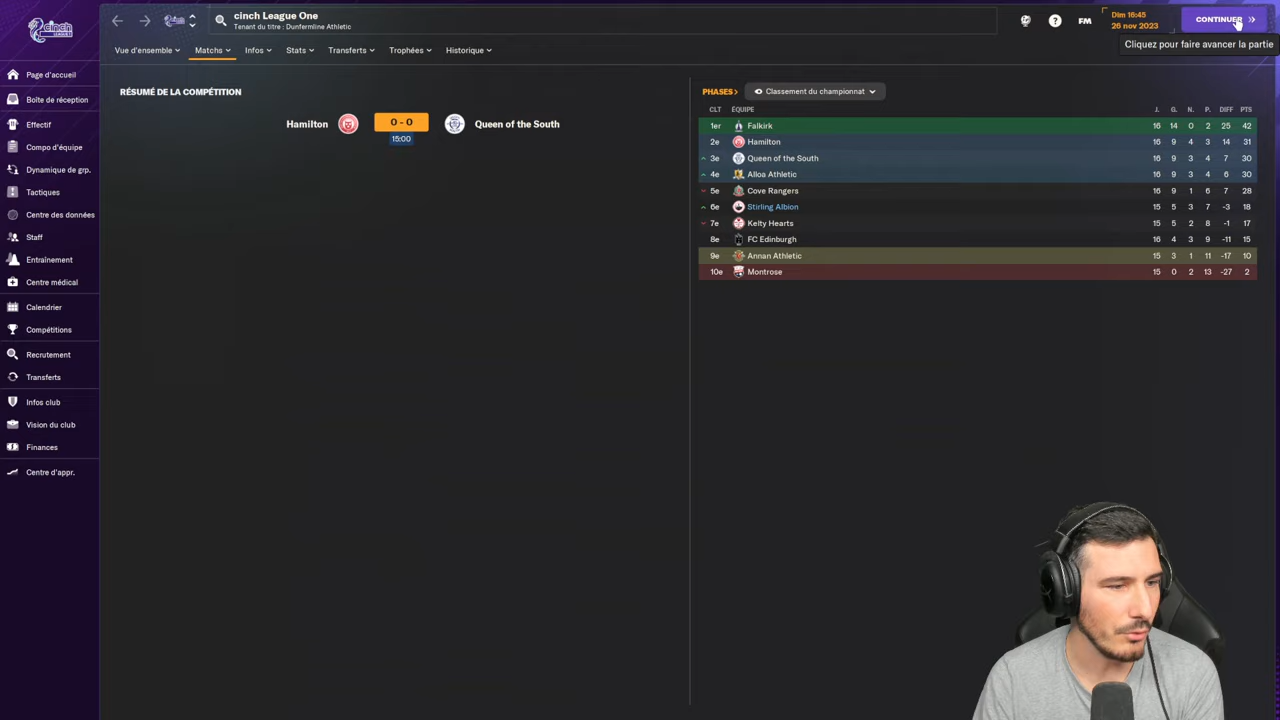 cinch League One
Tenant du titre : Dunfermline Athletic
FM
Dim 16:45
26 nov 2023
CONTINUER
Cliquez pour faire avancer la partie
cinch
Vue d'ensemble
Matchs
Infos
Stats
Transferts
Trophées
Historique
Page d'accueil
Boîte de réception
Effectif
Compo d'équipe
Dynamique de grp.
Tactiques
Centre des données
Staff
Entraînement
Centre médical
Calendrier
Compétitions
Recrutement
Transferts
Infos club
Vision du club
Finances
Centre d'appr.
RÉSUMÉ DE LA COMPÉTITION
Hamilton 0 - 0 Queen of the South
15:00
PHASES > Classement du championnat
CLT ÉQUIPE J. G. N. P. DIFF PTS
1er Falkirk 16 14 0 2 25 42
2e Hamilton 16 9 4 3 14 31
3e Queen of the South 16 9 3 4 7 30
4e Alloa Athletic 16 9 3 4 6 30
5e Cove Rangers 16 9 1 6 7 28
6e Stirling Albion 15 5 3 7 -3 18
7e Kelty Hearts 15 5 2 8 -1 17
8e FC Edinburgh 16 4 3 9 -11 15
9e Annan Athletic 15 3 1 11 -17 10
10e Montrose 15 0 2 13 -27 2